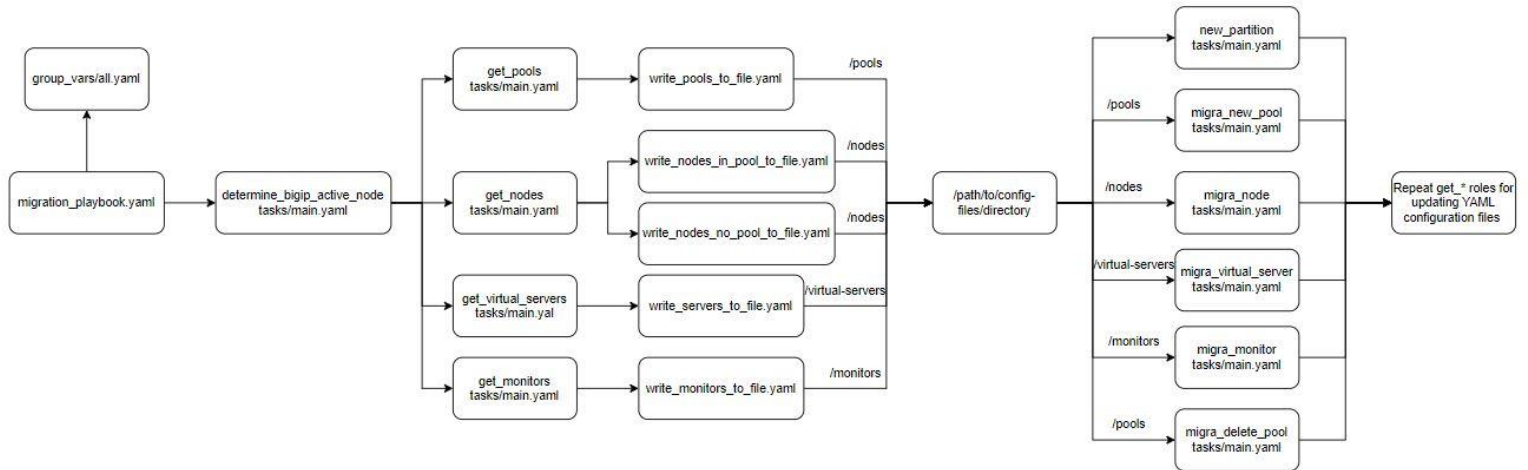 group_vars/all.yaml
migration_playbook.yaml
determine_bigip_active_node
tasks/main.yaml
get_pools
tasks/main.yaml
get_nodes
tasks/main.yaml
get_virtual_servers
tasks/main.yal
get_monitors
tasks/main.yaml
write_pools_to_file.yaml
write_nodes_in_pool_to_file.yaml
write_nodes_no_pool_to_file.yaml
write_servers_to_file.yaml
write_monitors_to_file.yaml
/pools
/nodes
/nodes
/virtual-servers
/monitors
/path/to/config-
files/directory
/pools
/nodes
/virtual-servers
/monitors
/pools
new_partition
tasks/main.yaml
migra_new_pool
tasks/main.yaml
migra_node
tasks/main.yaml
migra_virtual_server
tasks/main.yaml
migra_monitor
tasks/main.yaml
migra_delete_pool
tasks/main.yaml
Repeat get_* roles for
updating YAML
configuration files